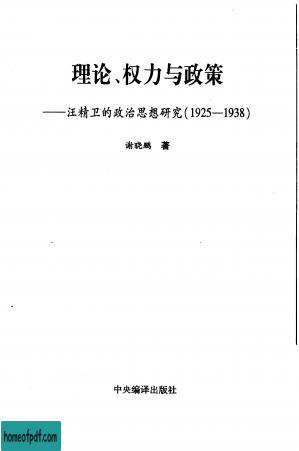 理论、权力与政策
——汪精卫的政治思想研究(1925—1938)
谢晓鹏 著
中央编译出版社
homeofpdf.com